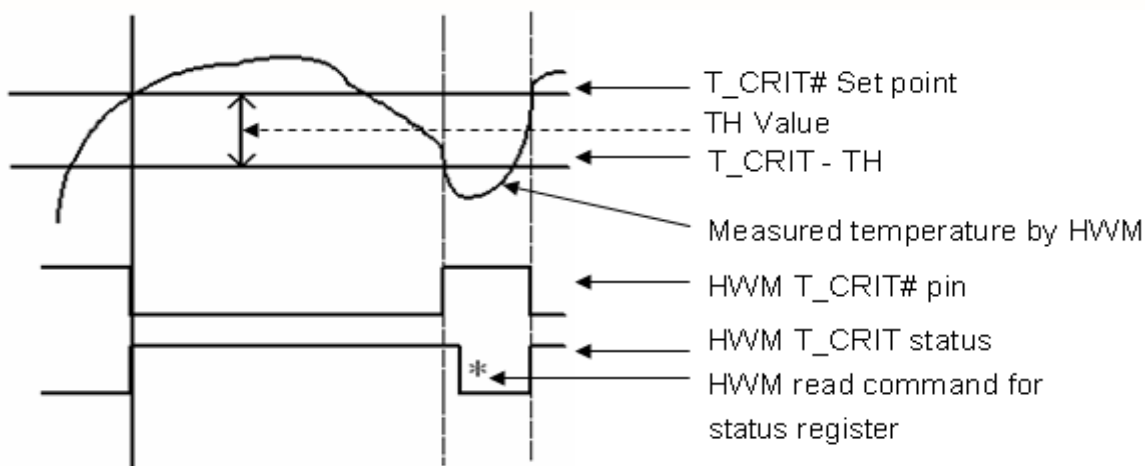 T_CRIT# Set point
TH Value
T_CRIT - TH
Measured temperature by HWM
HWM T_CRIT# pin
HWM T_CRIT status
*
HWM read command for
status register